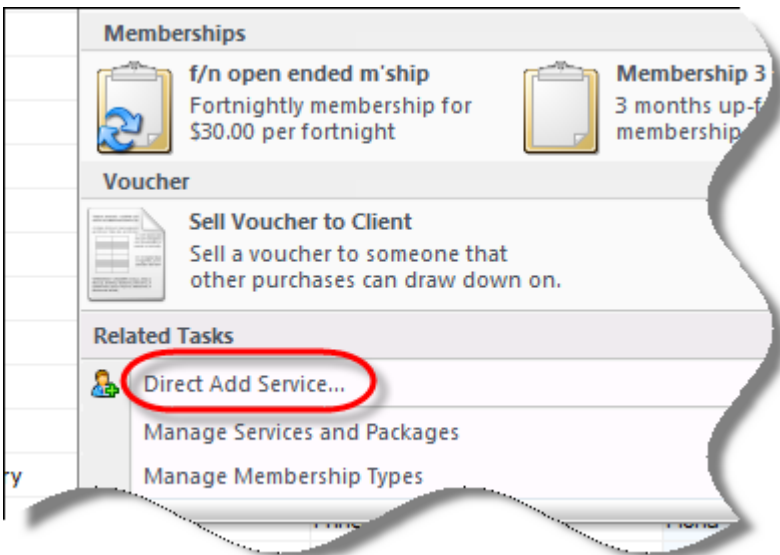 Memberships
f/n open ended m'ship
Fortnightly membership for
$30.00 per fortnight
Membership 3
3 months up-f
membership
Voucher
Sell Voucher to Client
Sell a voucher to someone that
other purchases can draw down on.
Related Tasks
Direct Add Service...
Manage Services and Packages
Manage Membership Types
ry